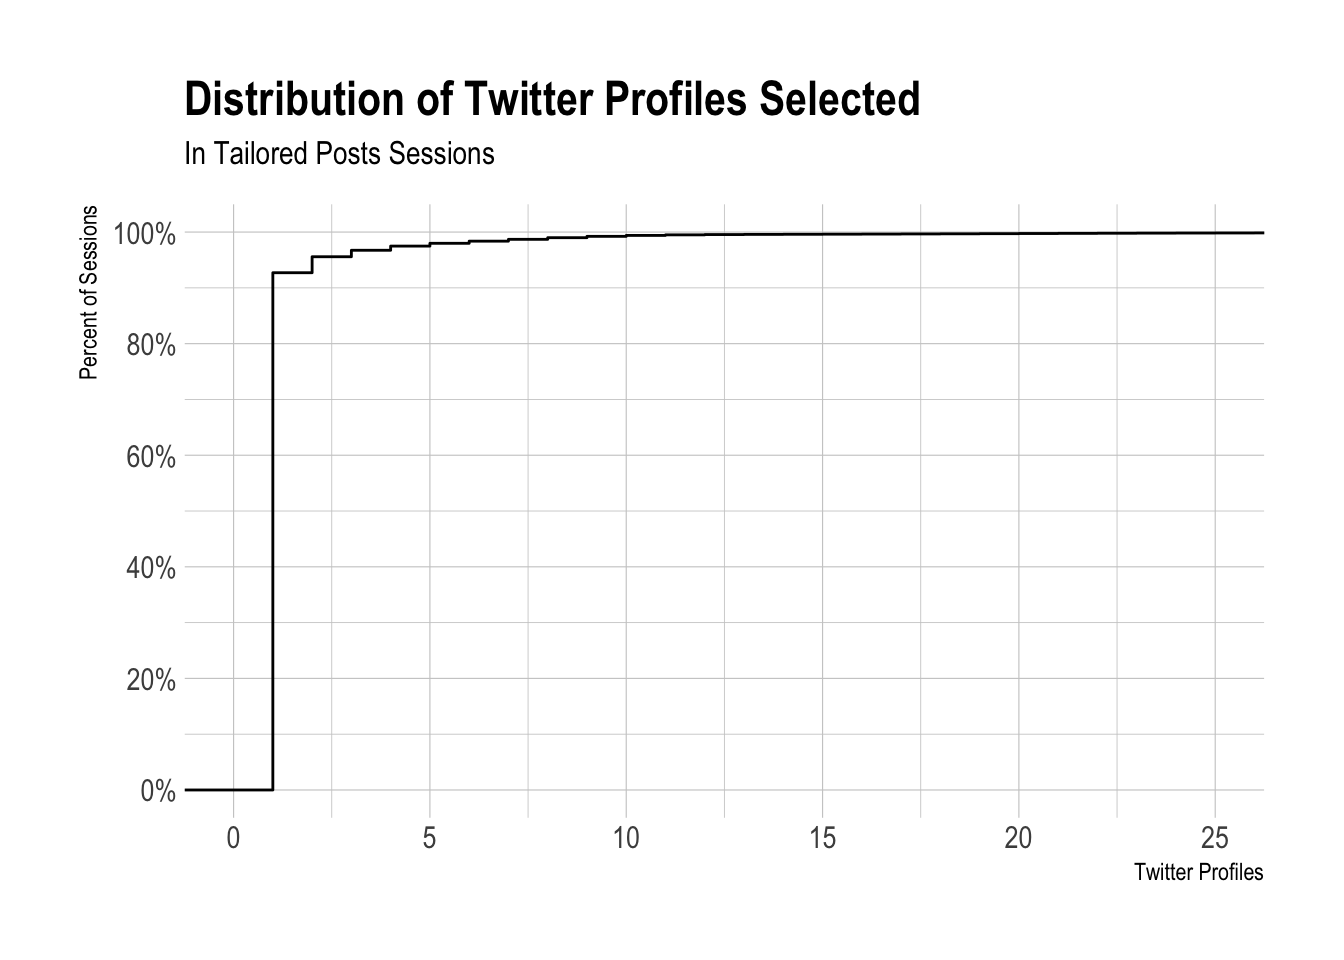 Distribution of Twitter Profiles Selected
In Tailored Posts Sessions
Percent of Sessions
100%
80%
60%
40%
20%
0%
0 5 10 15 20 25
Twitter Profiles